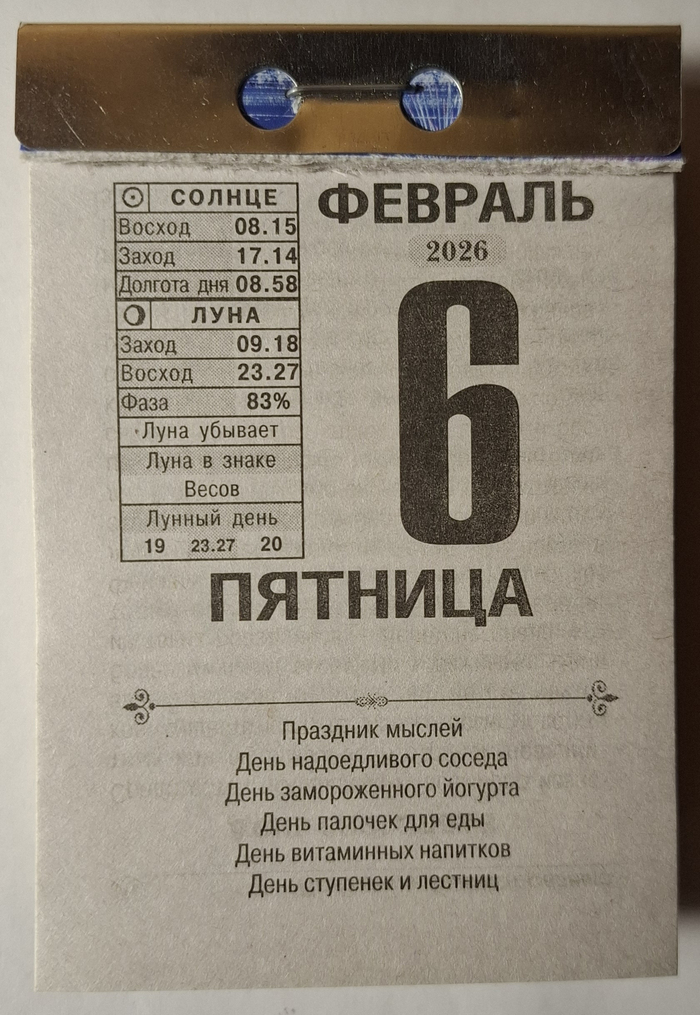 СОЛНЦЕ
Восход 08.15
Заход 17.14
Долгота дня 08.58
ЛУНА
Заход 09.18
Восход 23.27
Фаза 83%
Луна убывает
Луна в знаке
Весов
Лунный день
19 23.27 20
ФЕВРАЛЬ
2026
6
ПЯТНИЦА
Праздник мыслей
День надоедливого соседа
День замороженного йогурта
День палочек для еды
День витаминных напитков
День ступенек и лестниц